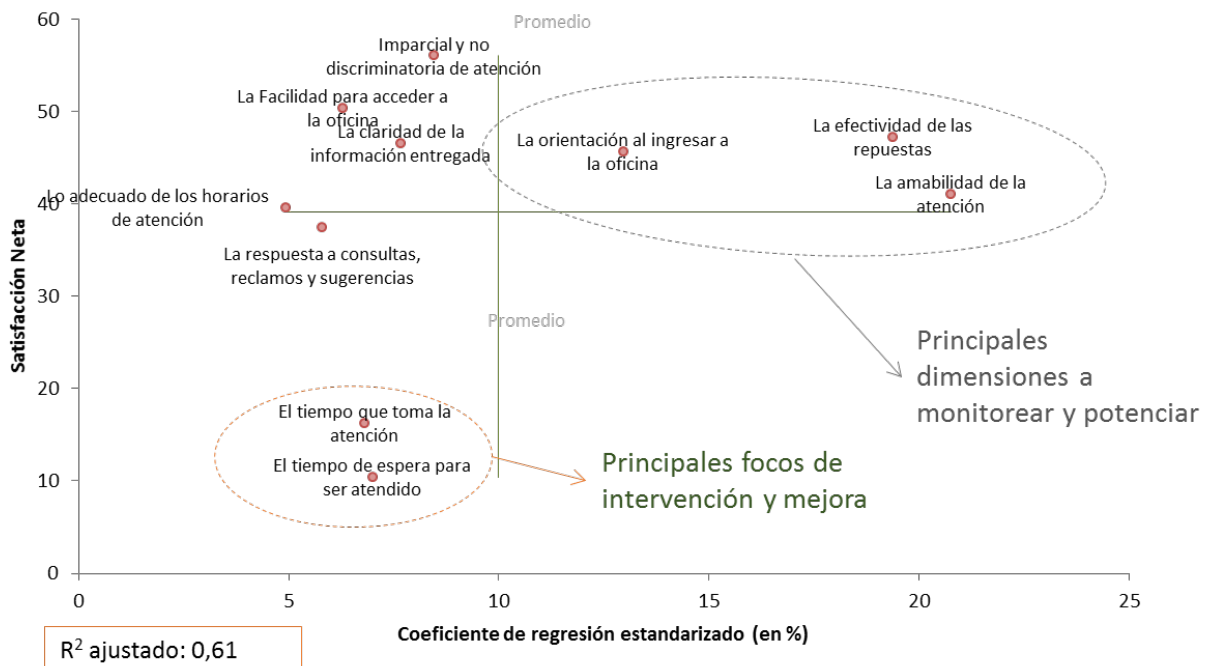 60
50
40
30
20
10
0
Satisfacción Neta
Promedio
Imparcial y no
discriminatoria de atención
La Facilidad para acceder a
la oficina
La claridad de la
información entregada
La orientación al ingresar a
la oficina
La efectividad de las
repuestas
La amabilidad de la
atención
Lo adecuado de los horarios
de atención
La respuesta a consultas,
reclamos y sugerencias
Promedio
Principales
dimensiones a
monitorear y potenciar
El tiempo que toma la
atención
El tiempo de espera para
ser atendido
Principales focos de
intervención y mejora
0 5 10 15 20 25
Coeficiente de regresión estandarizado (en %)
R² ajustado: 0,61